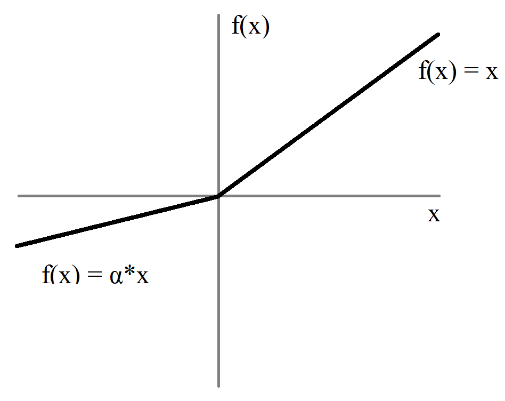 f(x)
f(x) = x
x
f(x) = α*x